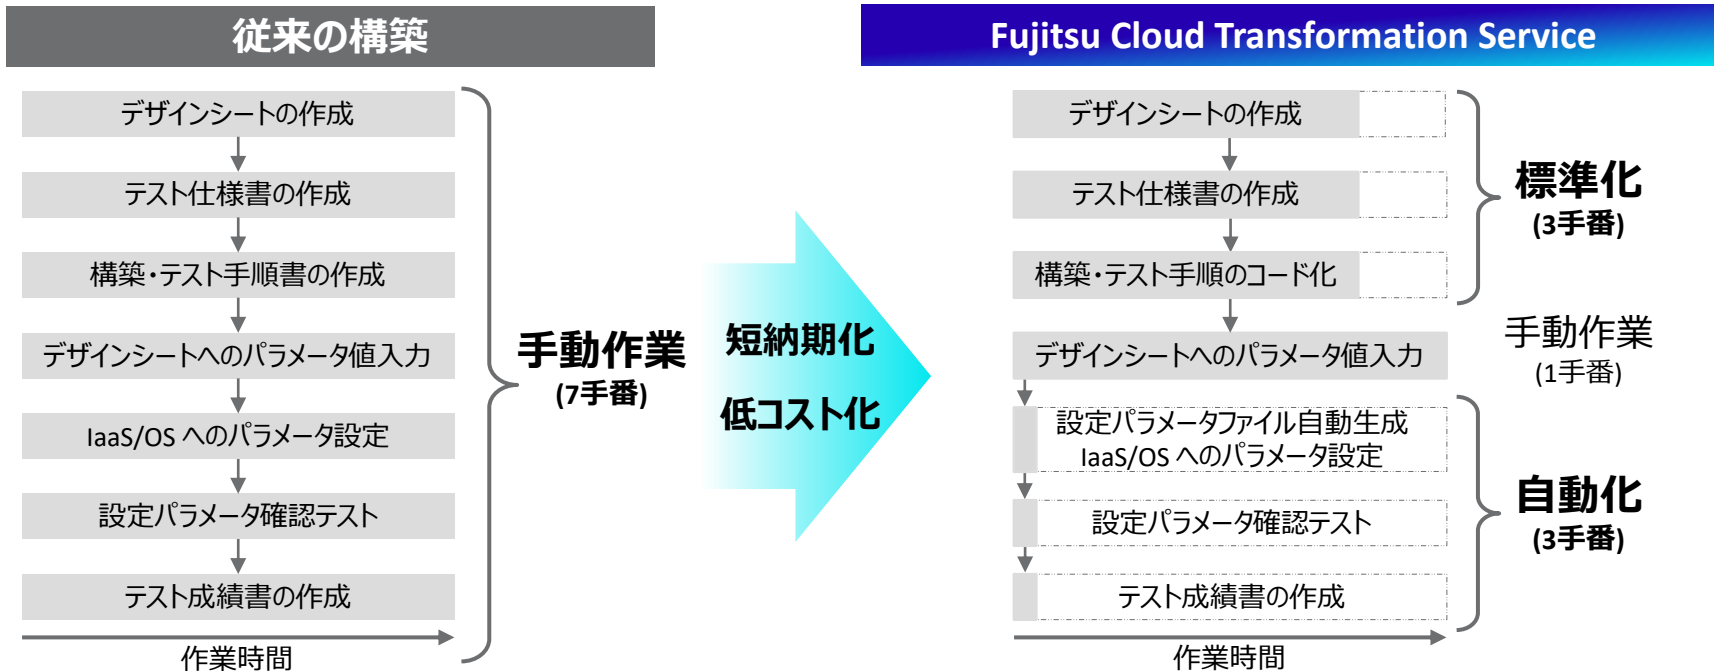 従来の構築
デザインシートの作成
テスト仕様書の作成
構築・テスト手順書の作成
デザインシートへのパラメータ値入力
IaaS/OS へのパラメータ設定
設定パラメータ確認テスト
テスト成績書の作成
作業時間
手動作業
(7手番)
短納期化
低コスト化
Fujitsu Cloud Transformation Service
デザインシートの作成
テスト仕様書の作成
構築・テスト手順のコード化
デザインシートへのパラメータ値入力
設定パラメータファイル自動生成
IaaS/OS へのパラメータ設定
設定パラメータ確認テスト
テスト成績書の作成
作業時間
標準化
(3手番)
手動作業
(1手番)
自動化
(3手番)